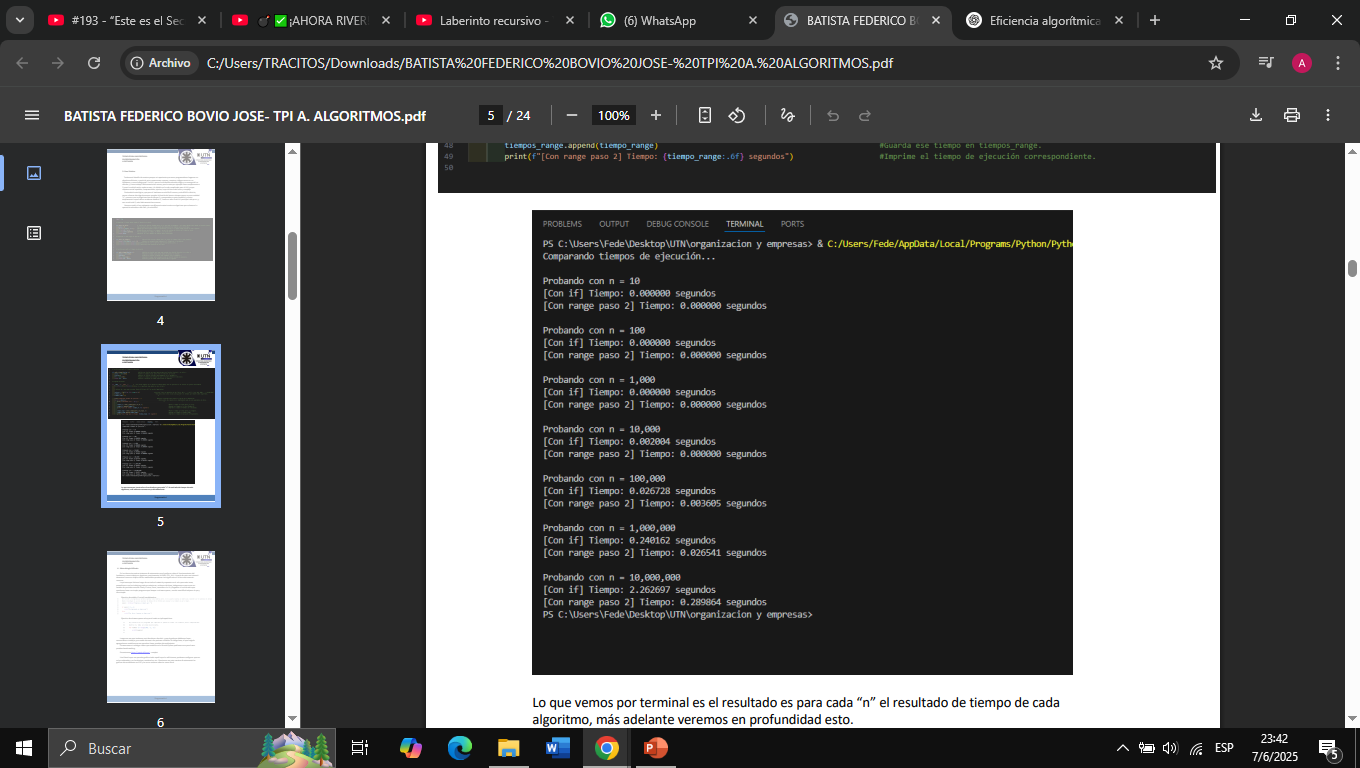 #193 - "Este es el Sec
¡AHORA RIVER
Laberinto recursivo -
(6) WhatsApp
BATISTA FEDERICO B
Eficiencia algorítmica
Archivo
C:/Users/TRACITOS/Downloads/BATISTA%20FEDERICO%20BOVIO%20JOSE-%20TPI%20A.%20ALGORITMOS.pdf
A
BATISTA FEDERICO BOVIO JOSE- TPI A. ALGORITMOS.pdf
5 / 24
100%
48 tiempos_range.append(tiempo_range) #Guarda ese tiempo en tiempos_range.
49 print(f"[Con range paso 2] Tiempo: {tiempo_range:.6f} segundos") #Imprime el tiempo de ejecución correspondiente.
50
4
5
6
PROBLEMS OUTPUT DEBUG CONSOLE TERMINAL PORTS
PS C:\Users\Fede\Desktop\UTN\organizacion y empresas> & C:/Users/Fede/AppData/Local/Programs/Python/Pyth
Comparando tiempos de ejecución...
Probando con n = 10
[Con if] Tiempo: 0.000000 segundos
[Con range paso 2] Tiempo: 0.000000 segundos
Probando con n = 100
[Con if] Tiempo: 0.000000 segundos
[Con range paso 2] Tiempo: 0.000000 segundos
Probando con n = 1,000
[Con if] Tiempo: 0.000000 segundos
[Con range paso 2] Tiempo: 0.000000 segundos
Probando con n = 10,000
[Con if] Tiempo: 0.002004 segundos
[Con range paso 2] Tiempo: 0.000000 segundos
Probando con n = 100,000
[Con if] Tiempo: 0.026728 segundos
[Con range paso 2] Tiempo: 0.003605 segundos
Probando con n = 1,000,000
[Con if] Tiempo: 0.240162 segundos
[Con range paso 2] Tiempo: 0.026541 segundos
Probando con n = 10,000,000
[Con if] Tiempo: 2.262697 segundos
[Con range paso 2] Tiempo: 0.289864 segundos
PS C:\Users\Fede\Desktop\UTN\organizacion y empresas>
Lo que vemos por terminal es el resultado es para cada "n" el resultado de tiempo de cada
algoritmo, más adelante veremos en profundidad esto.
Buscar
ESP
23:42
7/6/2025
5